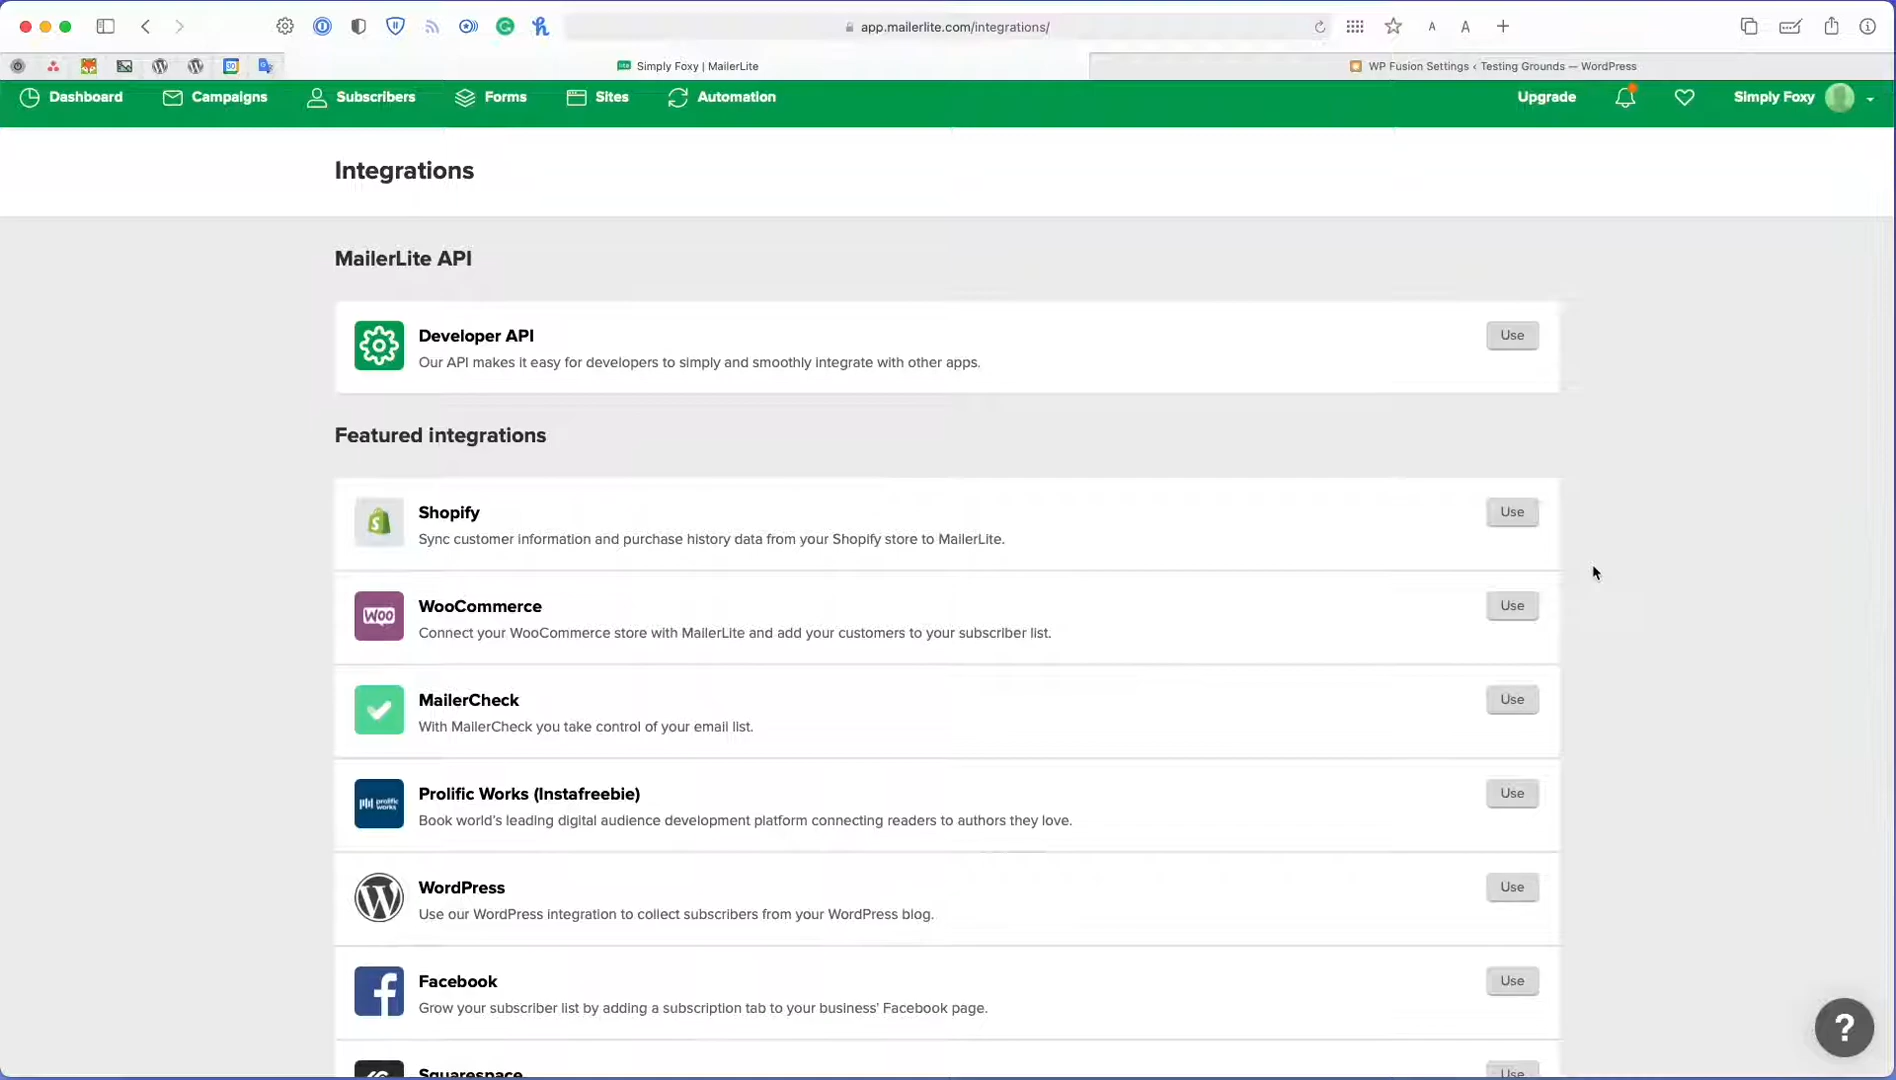 app.mailerlite.com/integrations/
A
A
30
lite
Simply Foxy | MailerLite
WP Fusion Settings ‹ Testing Grounds — WordPress
Dashboard
Campaigns
Subscribers
Forms
Sites
Automation
Upgrade
Simply Foxy
Integrations
MailerLite API
Developer API
Use
Our API makes it easy for developers to simply and smoothly integrate with other apps.
Featured integrations
Shopify
Use
Sync customer information and purchase history data from your Shopify store to MailerLite.
WOO
WooCommerce
Use
Connect your WooCommerce store with MailerLite and add your customers to your subscriber list.
MailerCheck
Use
With MailerCheck you take control of your email list.
prolific works
Prolific Works (Instafreebie)
Use
Book world's leading digital audience development platform connecting readers to authors they love.
WordPress
Use
Use our WordPress integration to collect subscribers from your WordPress blog.
Facebook
Use
Grow your subscriber list by adding a subscription tab to your business' Facebook page.
Squarespace
Use
?